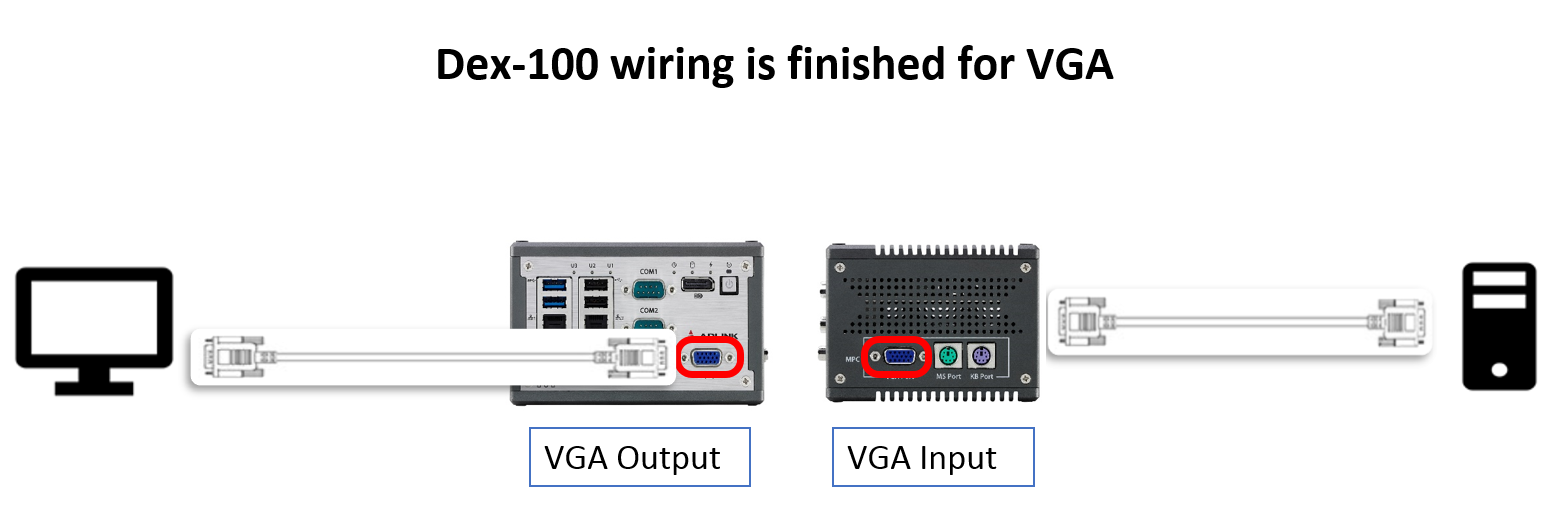 Dex-100 wiring is finished for VGA
U3 U2 U1
COM1
COM2
ADLINK
MPC
MS Port KB Port
VGA Output
VGA Input